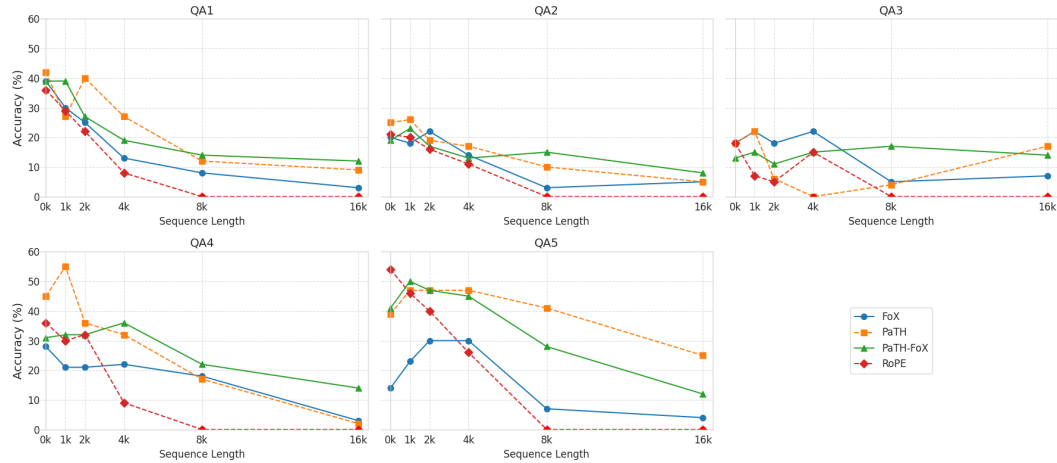 QA1
QA2
QA3
Accuracy (%)
60
50
40
30
20
10
0
0k 1k 2k 4k 8k 16k
0k 1k 2k 4k 8k 16k
0k 1k 2k 4k 8k 16k
Sequence Length
Sequence Length
Sequence Length
QA4
QA5
Accuracy (%)
60
50
40
30
20
10
0
0k 1k 2k 4k 8k 16k
0k 1k 2k 4k 8k 16k
Sequence Length
Sequence Length
FoX
PaTH
PaTH-FoX
RoPE